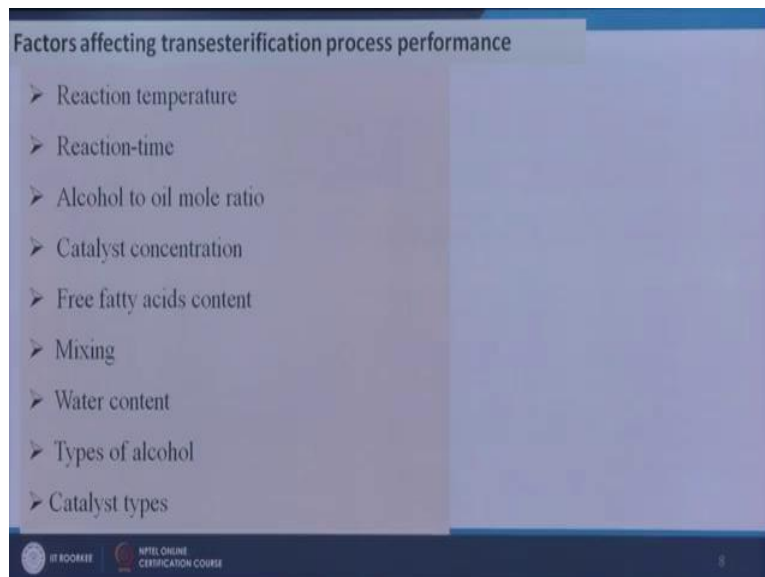 Factors affecting transesterification process performance
➢ Reaction temperature
➢ Reaction-time
➢ Alcohol to oil mole ratio
➢ Catalyst concentration
➢ Free fatty acids content
➢ Mixing
➢ Water content
➢ Types of alcohol
➢ Catalyst types
IIT ROORKEE
NPTEL ONLINE
CERTIFICATION COURSE
8